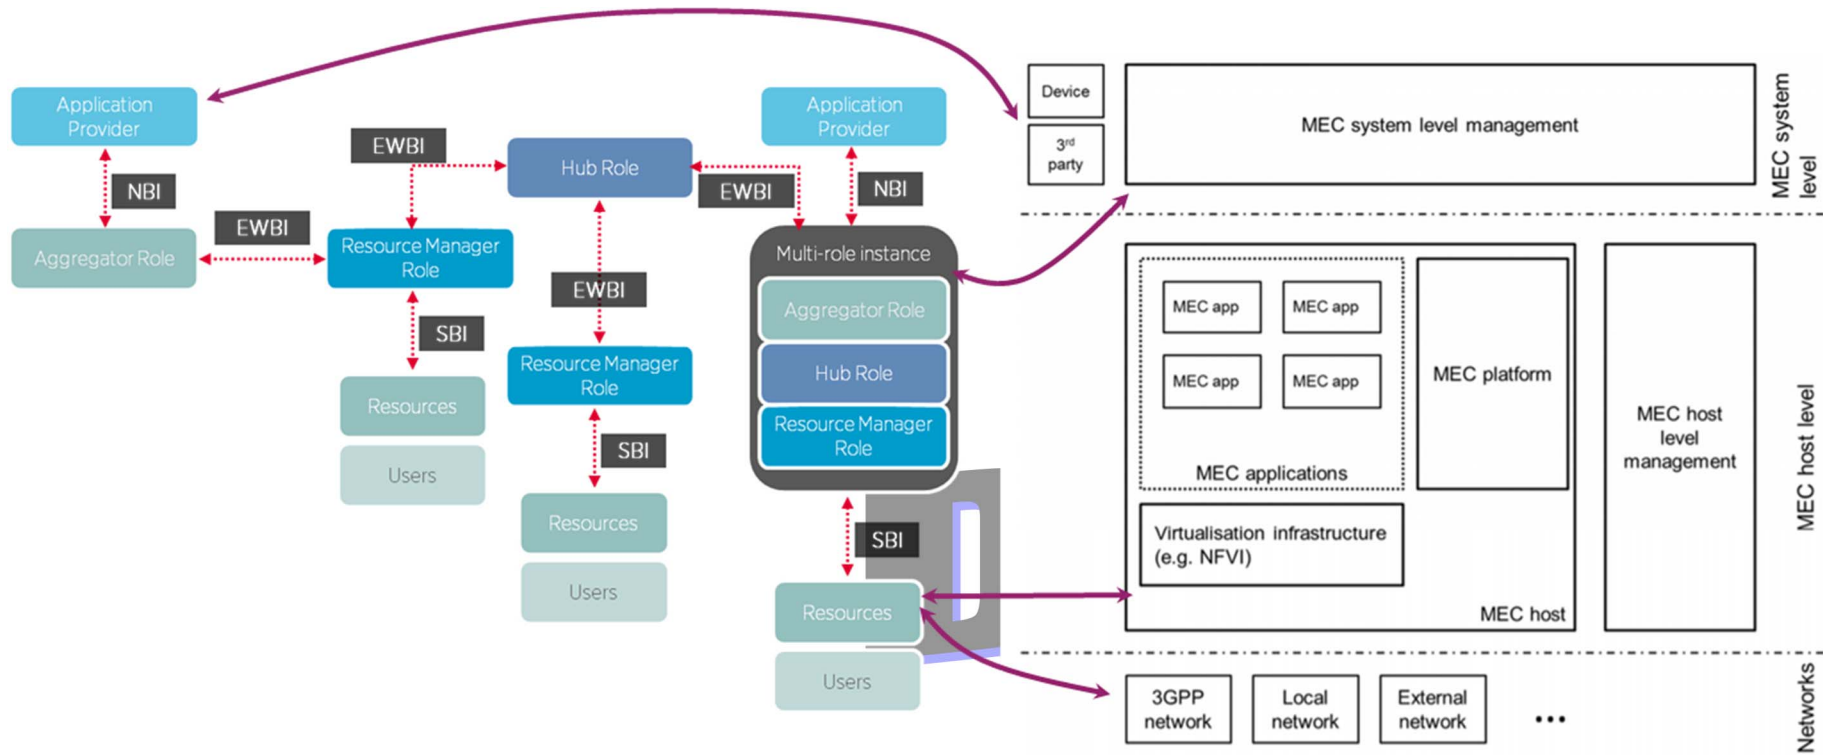 Application
Provider
NBI
Aggregator Role
EWBI
EWBI
Resource Manager
Role
SBI
Resources
Users
Hub Role
EWBI
EWBI
Resource Manager
Role
SBI
Resources
Users
Application
Provider
NBI
Multi-role instance
Aggregator Role
Hub Role
Resource Manager
Role
SBI
Resources
Users
Device
3rd
party
MEC system level management
MEC system
level
MEC app
MEC app
MEC app
MEC app
MEC applications
MEC platform
Virtualisation infrastructure
(e.g. NFVI)
MEC host
MEC host
level
management
MEC host level
3GPP
network
Local
network
External
network
•••
Networks